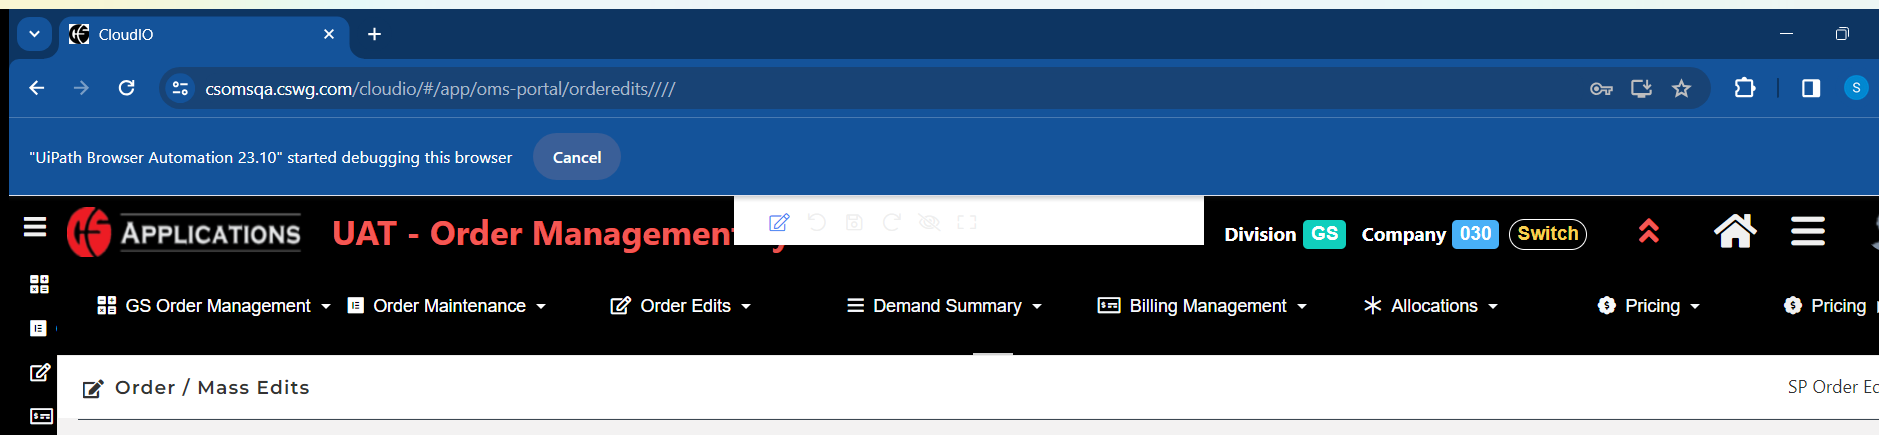 CloudIO
csomsqa.cswg.com/cloudio/#/app/oms-portal/orderedits////
S
"UiPath Browser Automation 23.10" started debugging this browser Cancel
APPLICATIONS UAT - Order Management Division GS Company 030 Switch
GS Order Management Order Maintenance Order Edits Demand Summary Billing Management Allocations Pricing Pricing
Order / Mass Edits SP Order